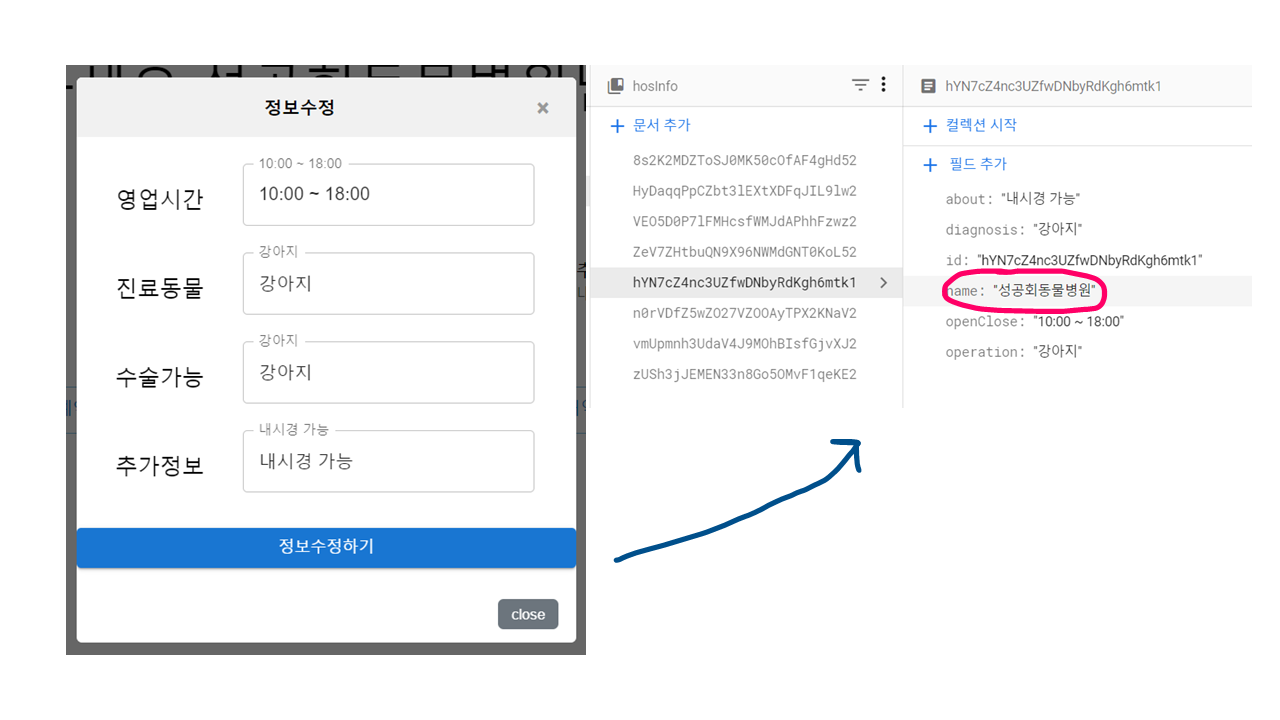 정보수정
×
10:00 ~ 18:00
영업시간
10:00 ~ 18:00
강아지
진료동물
강아지
강아지
수술가능
강아지
내시경 가능
추가정보
내시경 가능
정보수정하기
close
hosInfo
+ 문서 추가
8s2K2MDZToSJ0MK50cOfAF4gHd52
HyDaqqPpCZbt3lEXtXDFqJIL9lw2
VEO5D0P7lFMHcsfWMJdAPhhFzwz2
ZeV7ZHtbuQN9X96NWMdGNT0KoL52
hYN7cZ4nc3UZfwDNbyRdKgh6mtk1
n0rVDfZ5wZO27VZOOAyTPX2KNaV2
vmUpmnh3UdaV4J9MOhBIsfGjvXJ2
zUSh3jJEMEN33n8Go5OMvF1qeKE2
hYN7cZ4nc3UZfwDNbyRdKgh6mtk1
+ 컬렉션 시작
+ 필드 추가
about: "내시경 가능"
diagnosis: "강아지"
id: "hYN7cZ4nc3UZfwDNbyRdKgh6mtk1"
name: "성공회동물병원"
openClose: "10:00 ~ 18:00"
operation: "강아지"